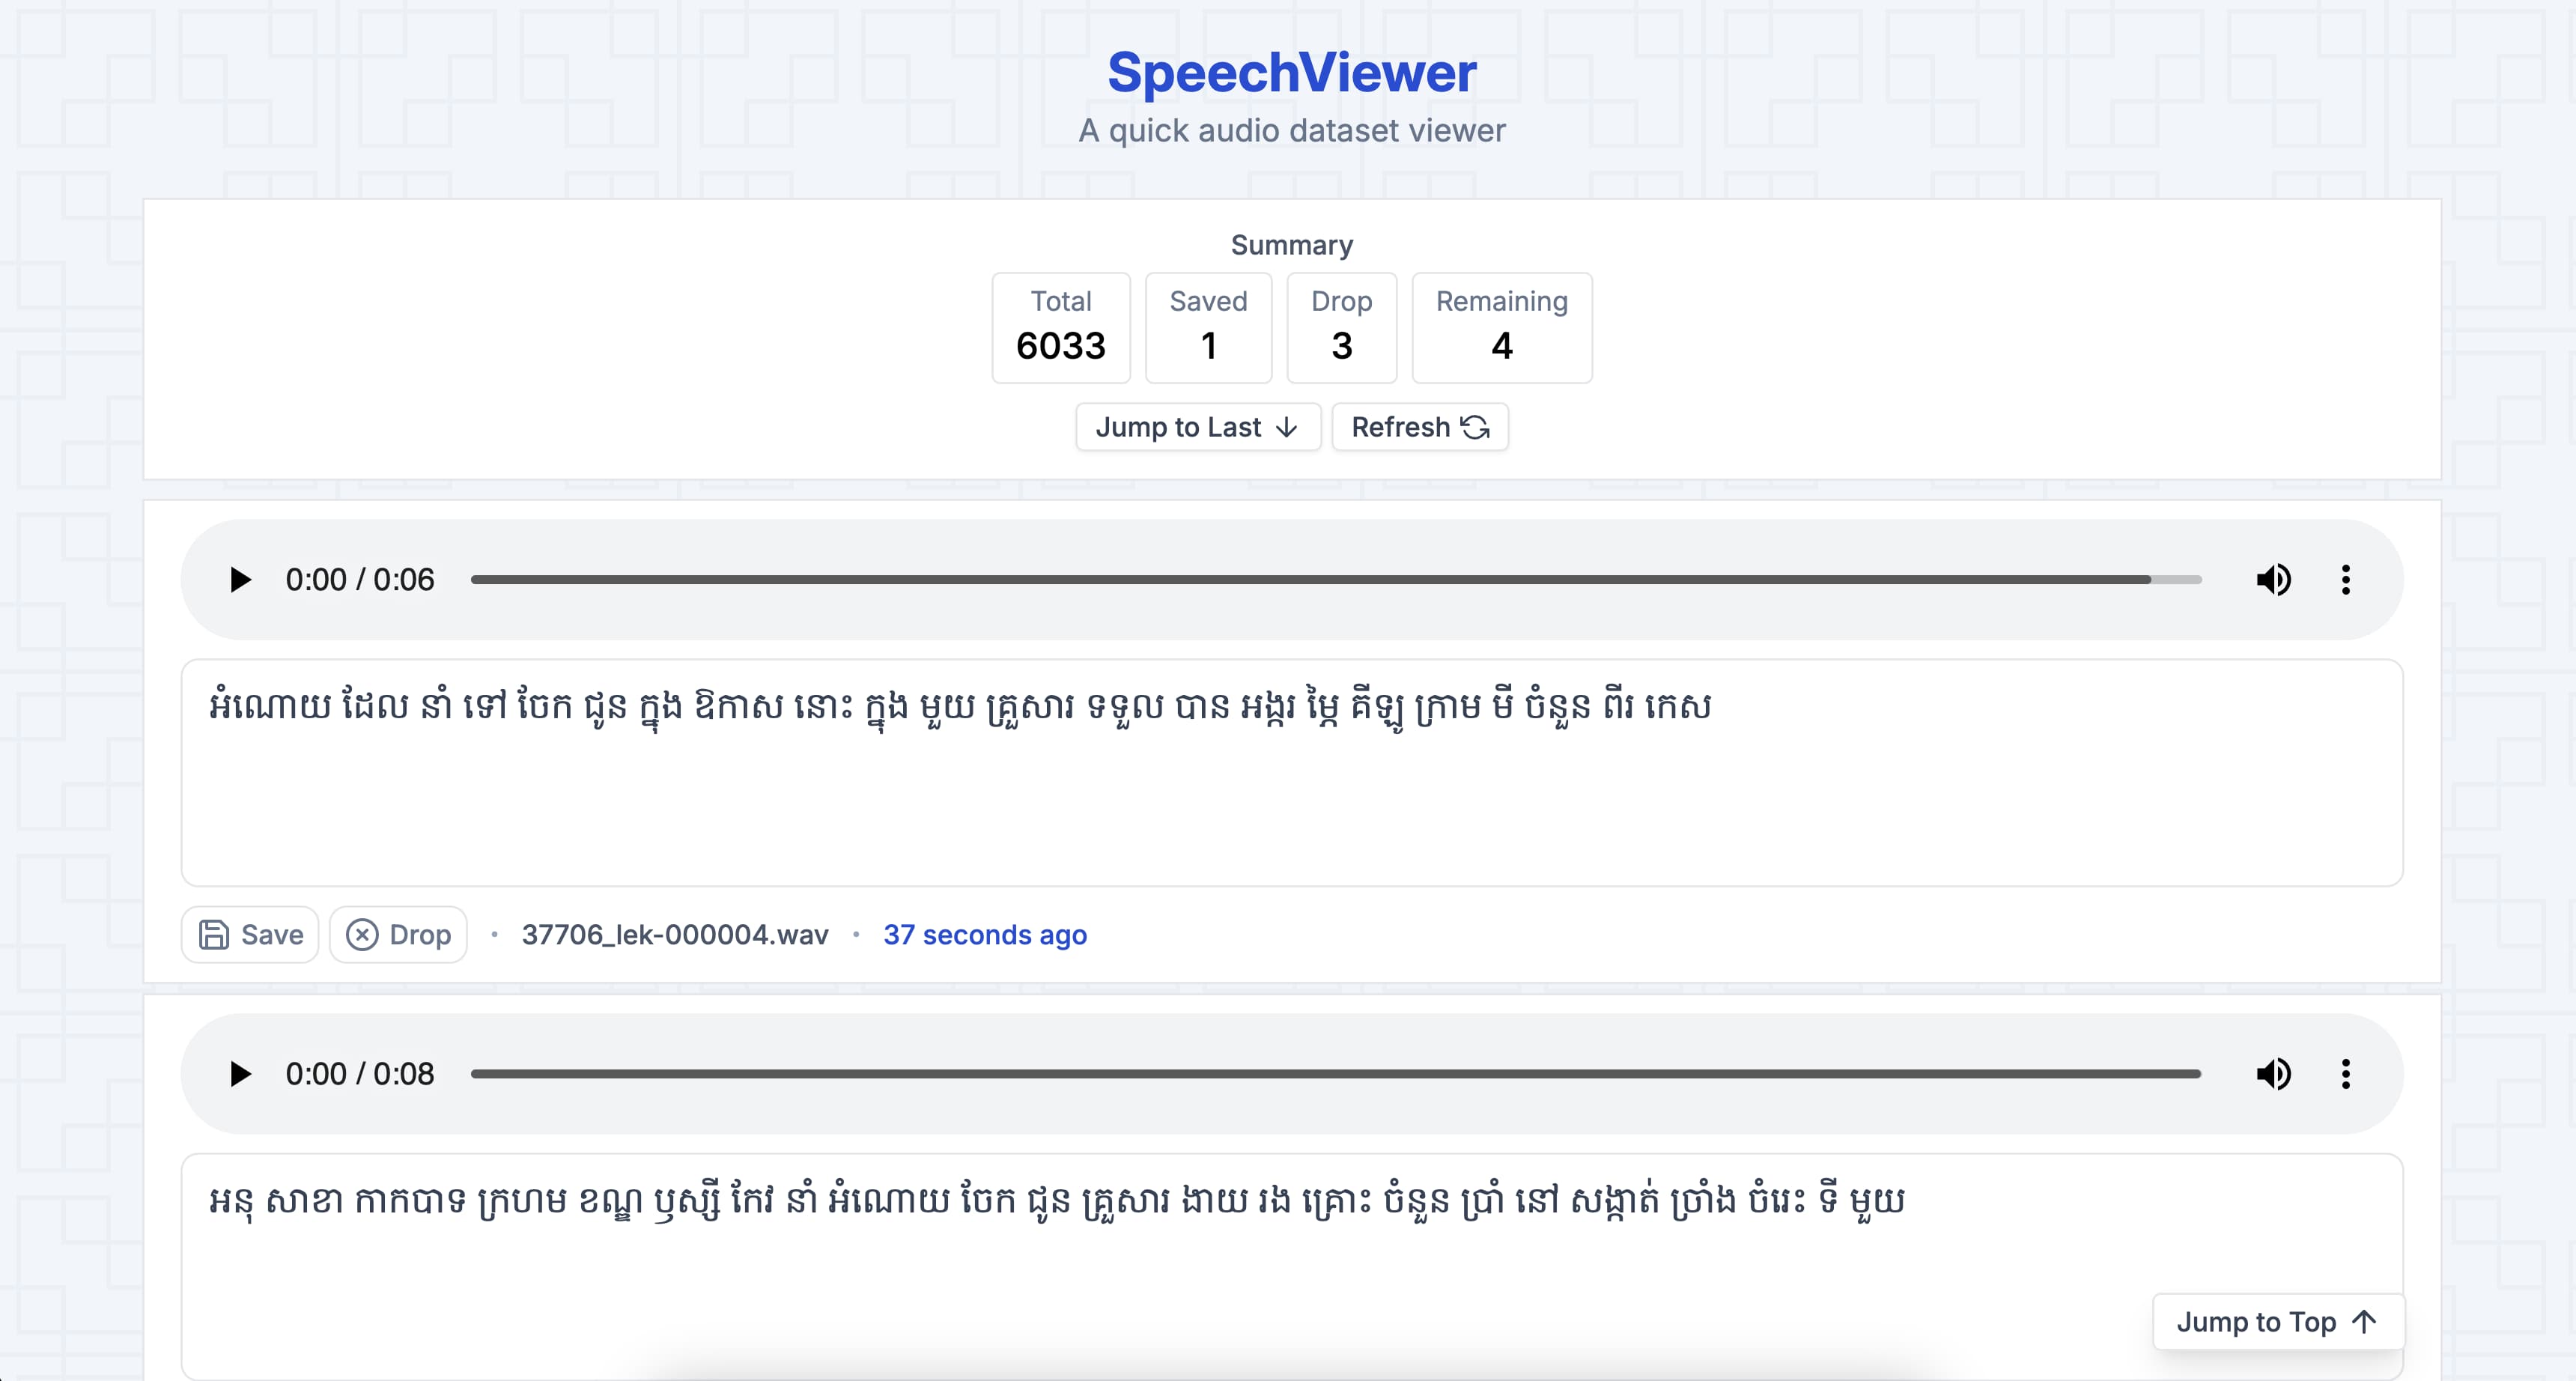 SpeechViewer
A quick audio dataset viewer
Summary
Total
6033
Saved
1
Drop
3
Remaining
4
Jump to Last
Refresh
0:00 / 0:06
អំណោយ ដែល នាំ ទៅ ចែក ជូន ក្នុង ឱកាស នោះ ក្នុង មួយ គ្រួសារ ទទួល បាន អង្ករ ម្ភៃ គីឡូ ក្រាម មី ចំនួន ពីរ កេស
Save
Drop
37706_lek-000004.wav
37 seconds ago
0:00 / 0:08
អនុ សាខា កាកបាទ ក្រហម ខណ្ឌ ឫស្សី កែវ នាំ អំណោយ ចែក ជូន គ្រួសារ ងាយ រង គ្រោះ ចំនួន ប្រាំ នៅ សង្កាត់ ច្រាំង ចំរេះ ទី មួយ
Jump to Top